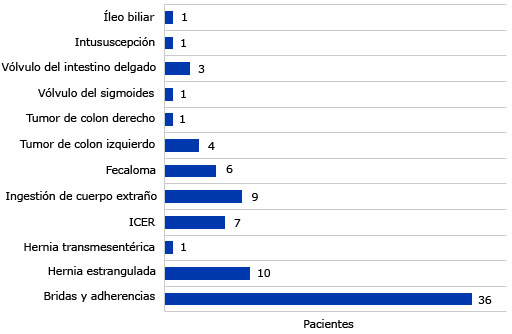 Íleo biliar 1
Intususcepción 1
Vólvulo del intestino delgado 3
Vólvulo del sigmoides 1
Tumor de colon derecho 1
Tumor de colon izquierdo 4
Fecaloma 6
Ingestión de cuerpo extraño 9
ICER 7
Hernia transmesentérica 1
Hernia estrangulada 10
Bridas y adherencias 36
Pacientes